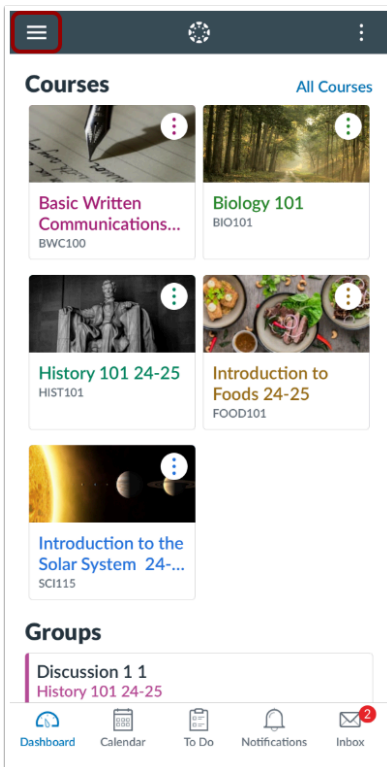 Courses
All Courses
Basic Written
Communications...
BWC100
Biology 101
BIO101
History 101 24-25
HIST101
Introduction to
Foods 24-25
FOOD101
Introduction to the
Solar System 24-...
SCI115
Groups
Discussion 1 1
History 101 24-25
2
Dashboard
Calendar
To Do
Notifications
Inbox